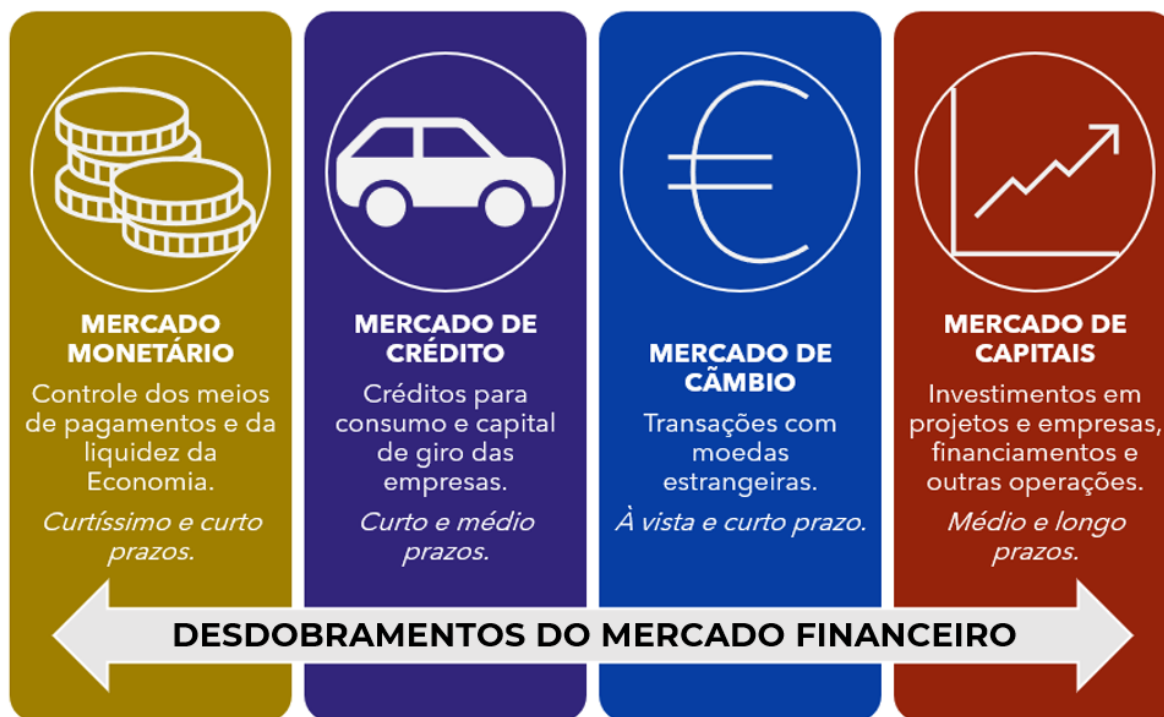 MERCADO
MONETÁRIO
Controle dos meios
de pagamentos e da
liquidez da
Economia.
Curtíssimo e curto
prazos.
MERCADO DE
CRÉDITO
Créditos para
consumo e capital
de giro das
empresas.
Curto e médio
prazos.
MERCADO DE
CÃMBIO
Transações com
moedas
estrangeiras.
À vista e curto prazo.
MERCADO DE
CAPITAIS
Investimentos em
projetos e empresas,
financiamentos e
outras operações.
Médio e longo
prazos.
DESDOBRAMENTOS DO MERCADO FINANCEIRO